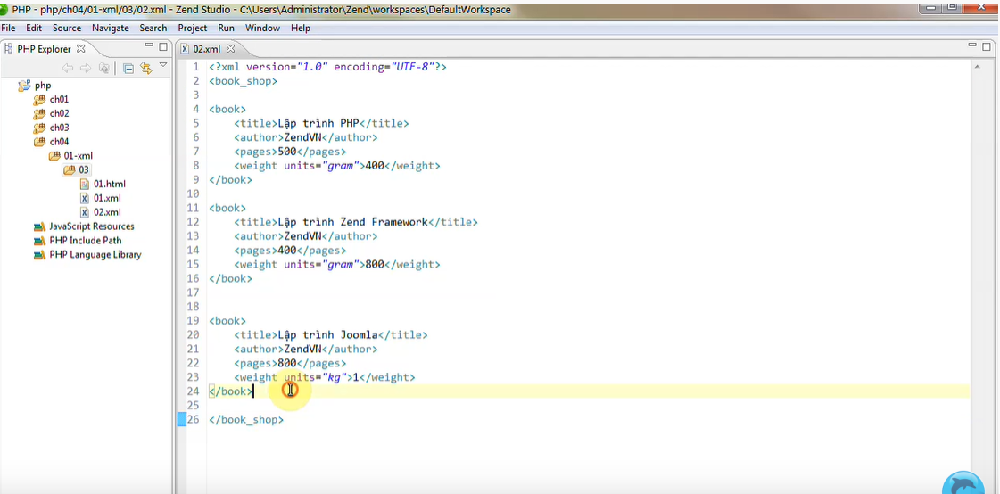 PHP - php/ch04/01-xml/03/02.xml - Zend Studio - C:\Users\Administrator\Zend\workspaces\DefaultWorkspace
File Edit Source Navigate Search Project Run Window Help
PHP Explorer
php
ch01
ch02
ch03
ch04
01-xml
03
01.html
01.xml
02.xml
JavaScript Resources
PHP Include Path
PHP Language Library
02.xml
1 <?xml version="1.0" encoding="UTF-8"?>
2 <book_shop>
3
4 <book>
5 <title>Lập trình PHP</title>
6 <author>ZendVN</author>
7 <pages>500</pages>
8 <weight units="gram">400</weight>
9 </book>
10
11 <book>
12 <title>Lập trình Zend Framework</title>
13 <author>ZendVN</author>
14 <pages>400</pages>
15 <weight units="gram">800</weight>
16 </book>
17
18
19 <book>
20 <title>Lập trình Joomla</title>
21 <author>ZendVN</author>
22 <pages>800</pages>
23 <weight units="kg">1</weight>
24 </book>
25
26 </book_shop>